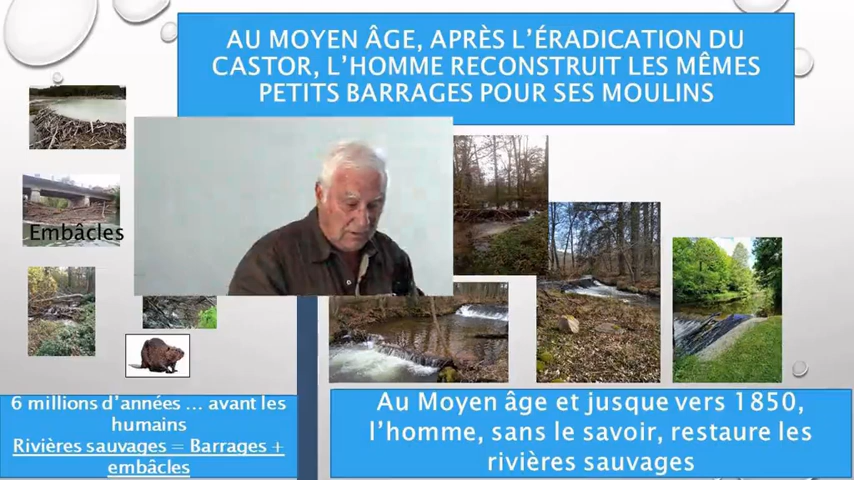 AU MOYEN ÂGE, APRÈS L'ÉRADICATION DU
CASTOR, L'HOMME RECONSTRUIT LES MÊMES
PETITS BARRAGES POUR SES MOULINS
Embâcles
6 millions d'années ... avant les
humains
Rivières sauvages = Barrages +
embâcles
Au Moyen âge et jusque vers 1850,
l'homme, sans le savoir, restaure les
rivières sauvages